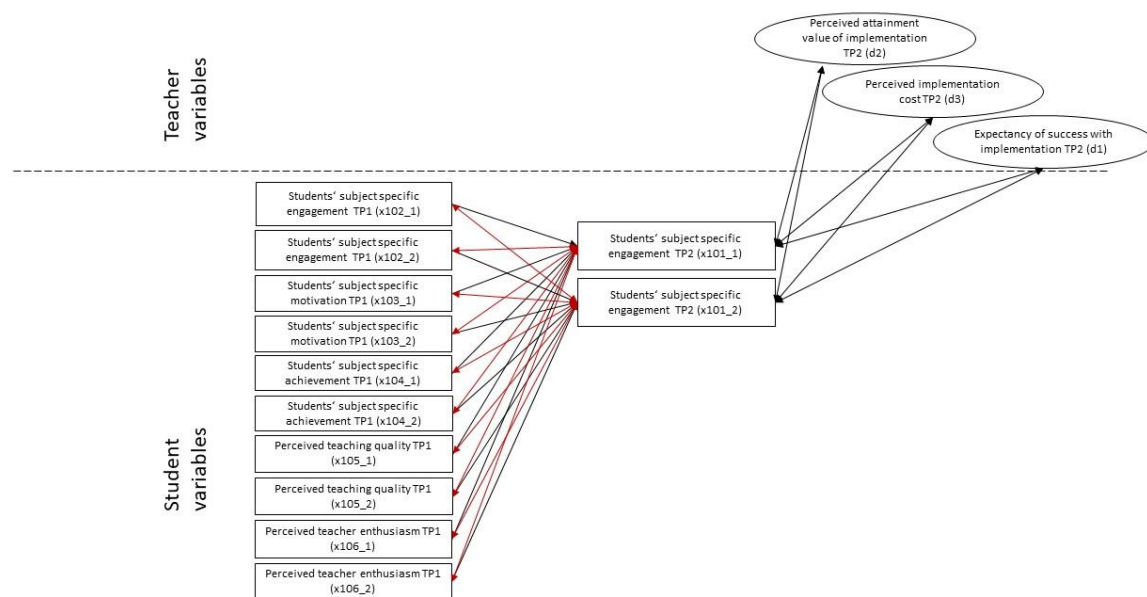 Perceived attainment
value of implementation
TP2 (d2)
Perceived implementation
cost TP2 (d3)
Expectancy of success with
implementation TP2 (d1)
Teacher
variables
Students‘ subject specific
engagement TP1 (x102_1)
Students‘ subject specific
engagement TP1 (x102_2)
Students‘ subject specific
motivation TP1 (x103_1)
Students‘ subject specific
motivation TP1 (x103_2)
Students‘ subject specific
achievement TP1 (x104_1)
Students‘ subject specific
achievement TP1 (x104_2)
Perceived teaching quality TP1
(x105_1)
Perceived teaching quality TP1
(x105_2)
Perceived teacher enthusiasm TP1
(x106_1)
Perceived teacher enthusiasm TP1
(x106_2)
Students‘ subject specific
engagement TP2 (x101_1)
Students‘ subject specific
engagement TP2 (x101_2)
Student
variables